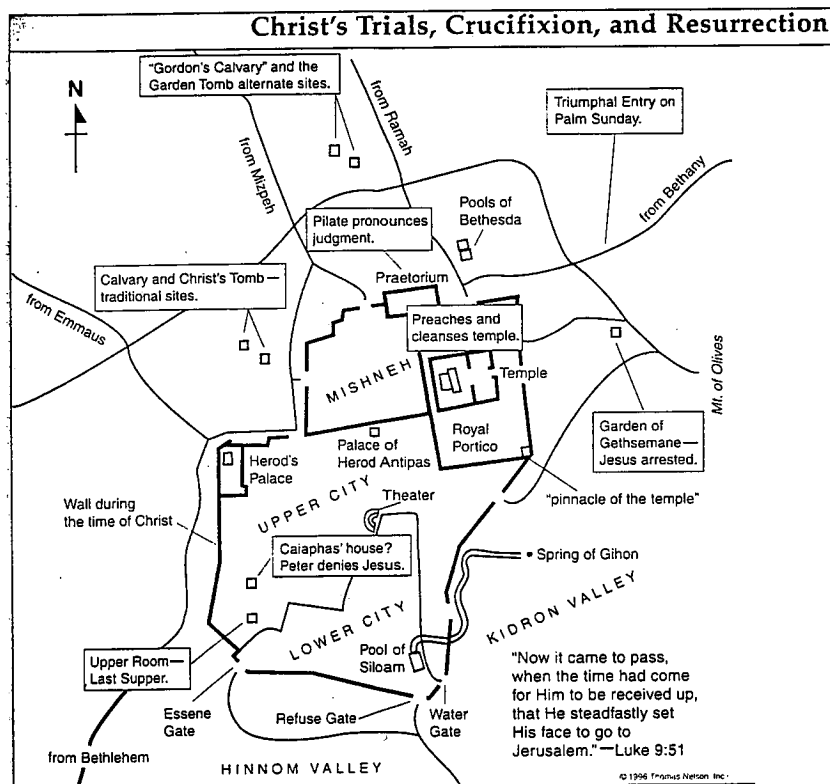 Christ's Trials, Crucifixion, and Resurrection
"Gordon's Calvary" and the
Garden Tomb alternate sites.
N
from Mizpeh
from Ramah
Triumphal Entry on
Palm Sunday.
from Bethany
Pools of
Bethesda
Pilate pronounces
judgment.
Praetorium
Calvary and Christ's Tomb—
traditional sites.
from Emmaus
Preaches and
cleanses temple.
MISHNEH
Temple
Mt. of Olives
Royal
Portico
Garden of
Gethsemane—
Jesus arrested.
Palace of
Herod Antipas
Herod's
Palace
"pinnacle of the temple"
Wall during
the time of Christ
UPPER CITY
Theater
Caiaphas' house?
Peter denies Jesus.
Spring of Gihon
KIDRON VALLEY
LOWER CITY
Pool of
Siloam
Upper Room—
Last Supper.
Essene
Gate
Refuse Gate
Water
Gate
"Now it came to pass,
when the time had come
for Him to be received up,
that He steadfastly set
His face to go to
Jerusalem."—Luke 9:51
from Bethlehem
HINNOM VALLEY
© 1996 Thomas Nelson, Inc.